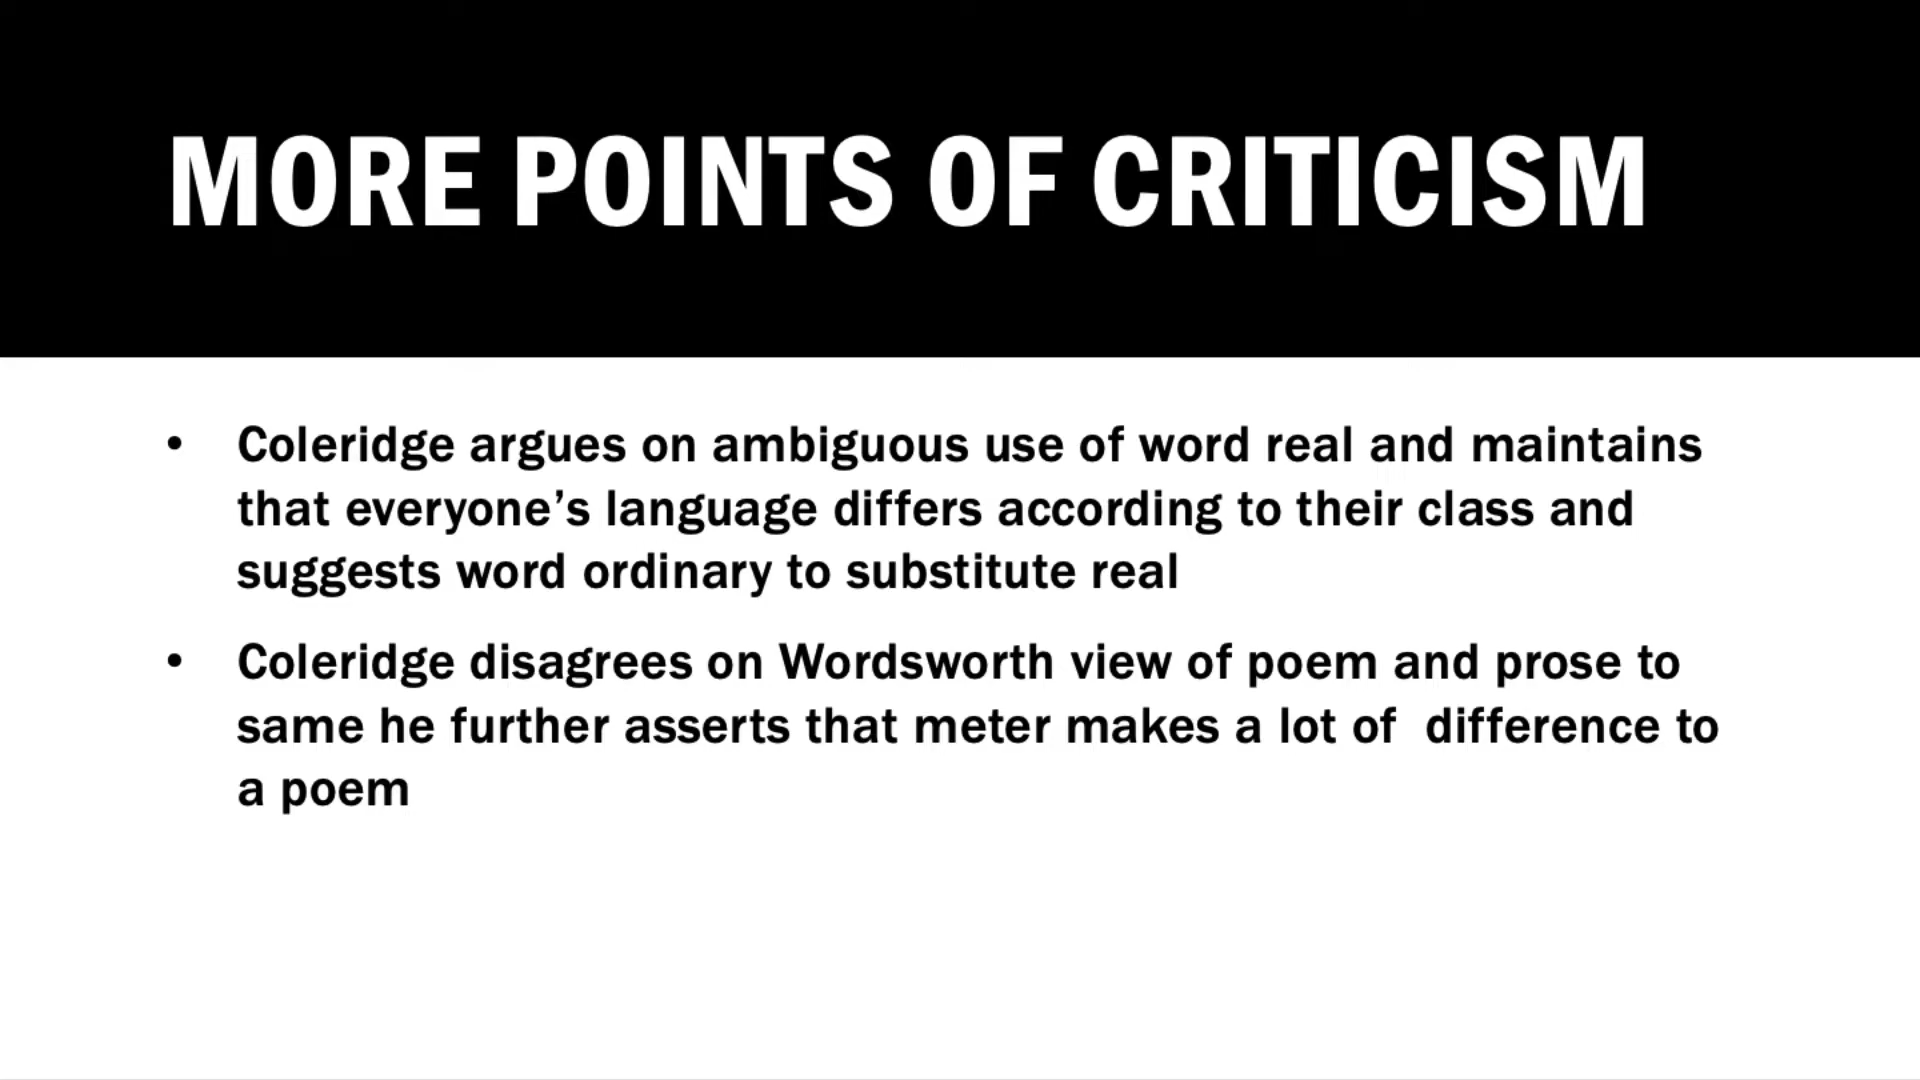 MORE POINTS OF CRITICISM
• Coleridge argues on ambiguous use of word real and maintains
that everyone’s language differs according to their class and
suggests word ordinary to substitute real
• Coleridge disagrees on Wordsworth view of poem and prose to
same he further asserts that meter makes a lot of  difference to
a poem